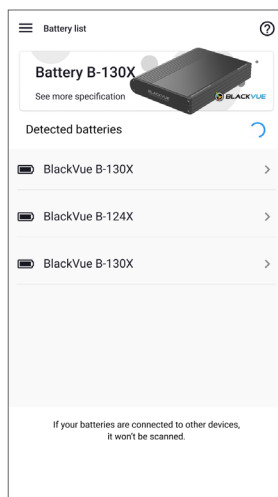 Battery list
Battery B-130X
See more specification
BLACKVUE
BLACKVUE
Detected batteries
BlackVue B-130X
BlackVue B-124X
BlackVue B-130X
If your batteries are connected to other devices,
it won't be scanned.